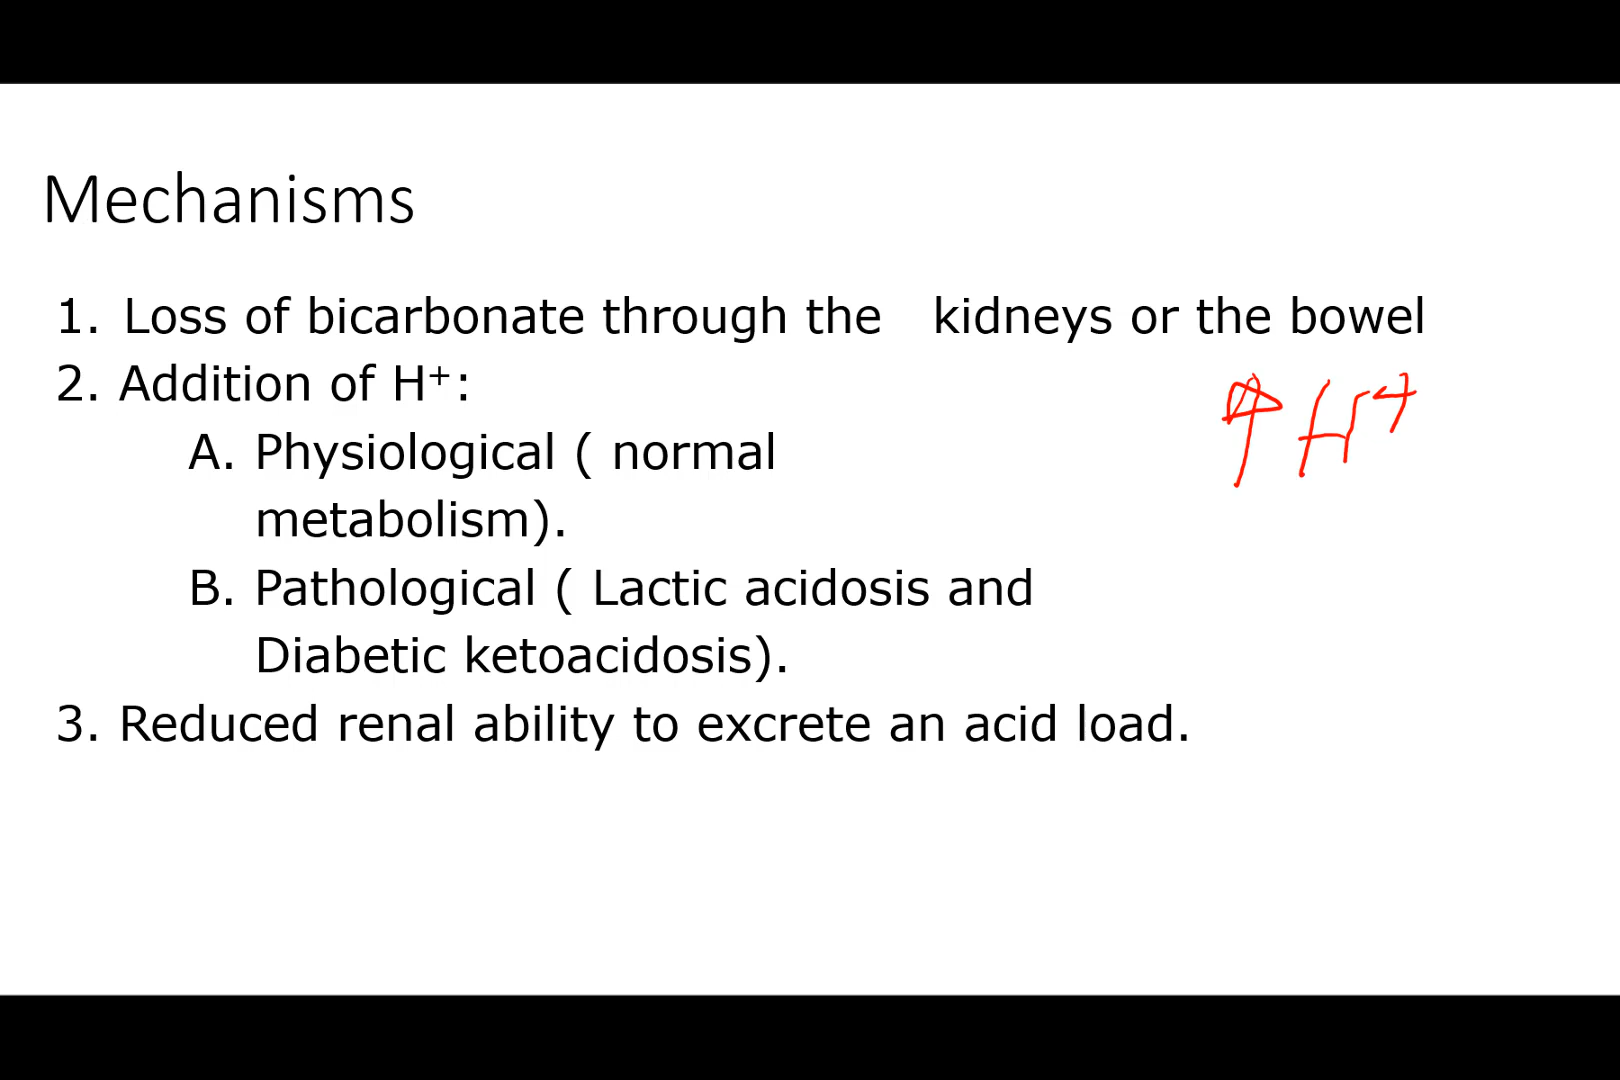 Mechanisms
1. Loss of bicarbonate through the kidneys or the bowel
2. Addition of H⁺:
↑ H⁺
A. Physiological ( normal
metabolism).
B. Pathological ( Lactic acidosis and
Diabetic ketoacidosis).
3. Reduced renal ability to excrete an acid load.